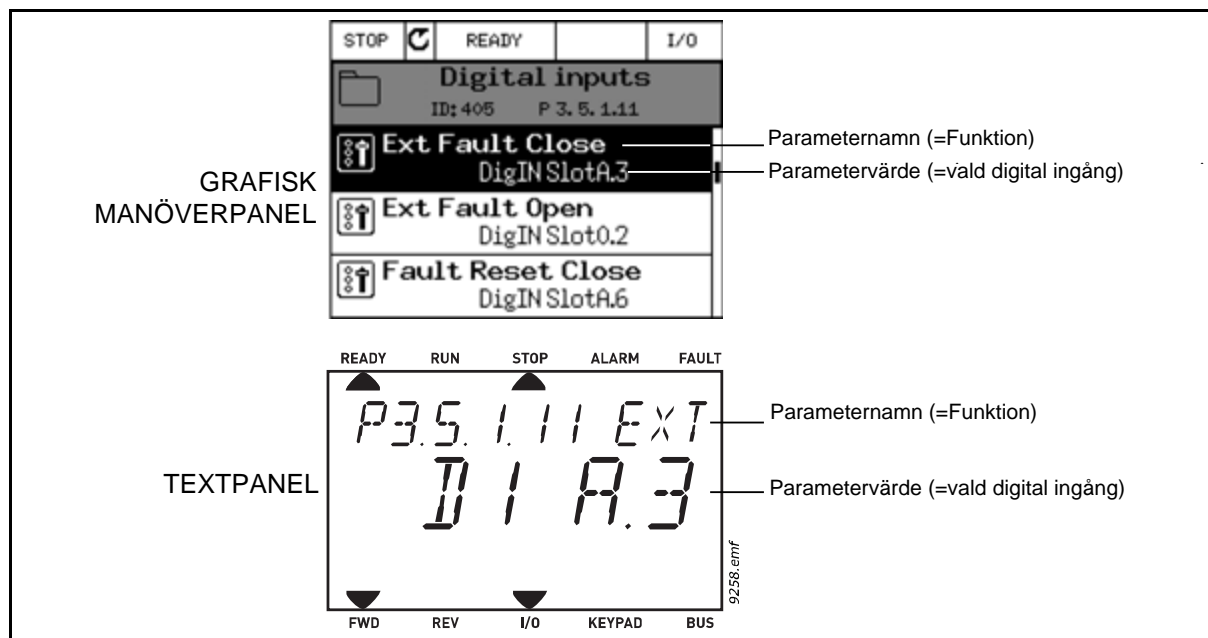 STOP READY I/O
Digital inputs
ID: 405 P 3.5.1.11
Ext Fault Close
DigIN SlotA.3
Ext Fault Open
DigIN Slot0.2
Fault Reset Close
DigIN SlotA.6
GRAFISK
MANÖVERPANEL
Parameternamn (=Funktion)
Parametervärde (=vald digital ingång)
READY RUN STOP ALARM FAULT
P3.5.1.11 EXT
DI A.3
FWD REV I/O KEYPAD BUS
TEXTPANEL
Parameternamn (=Funktion)
Parametervärde (=vald digital ingång)
9258.emf